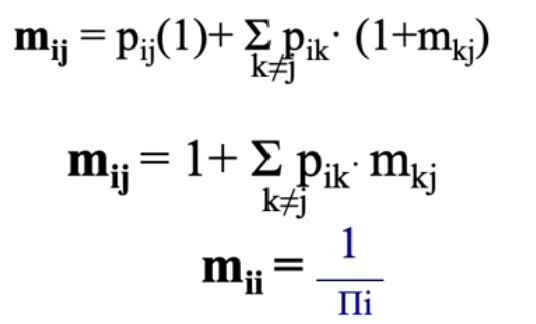 mij = pij(1)+ Σ pik· (1+mkj)
k≠j
mij = 1+ Σ pik· mkj
k≠j
mii = 1
Πi